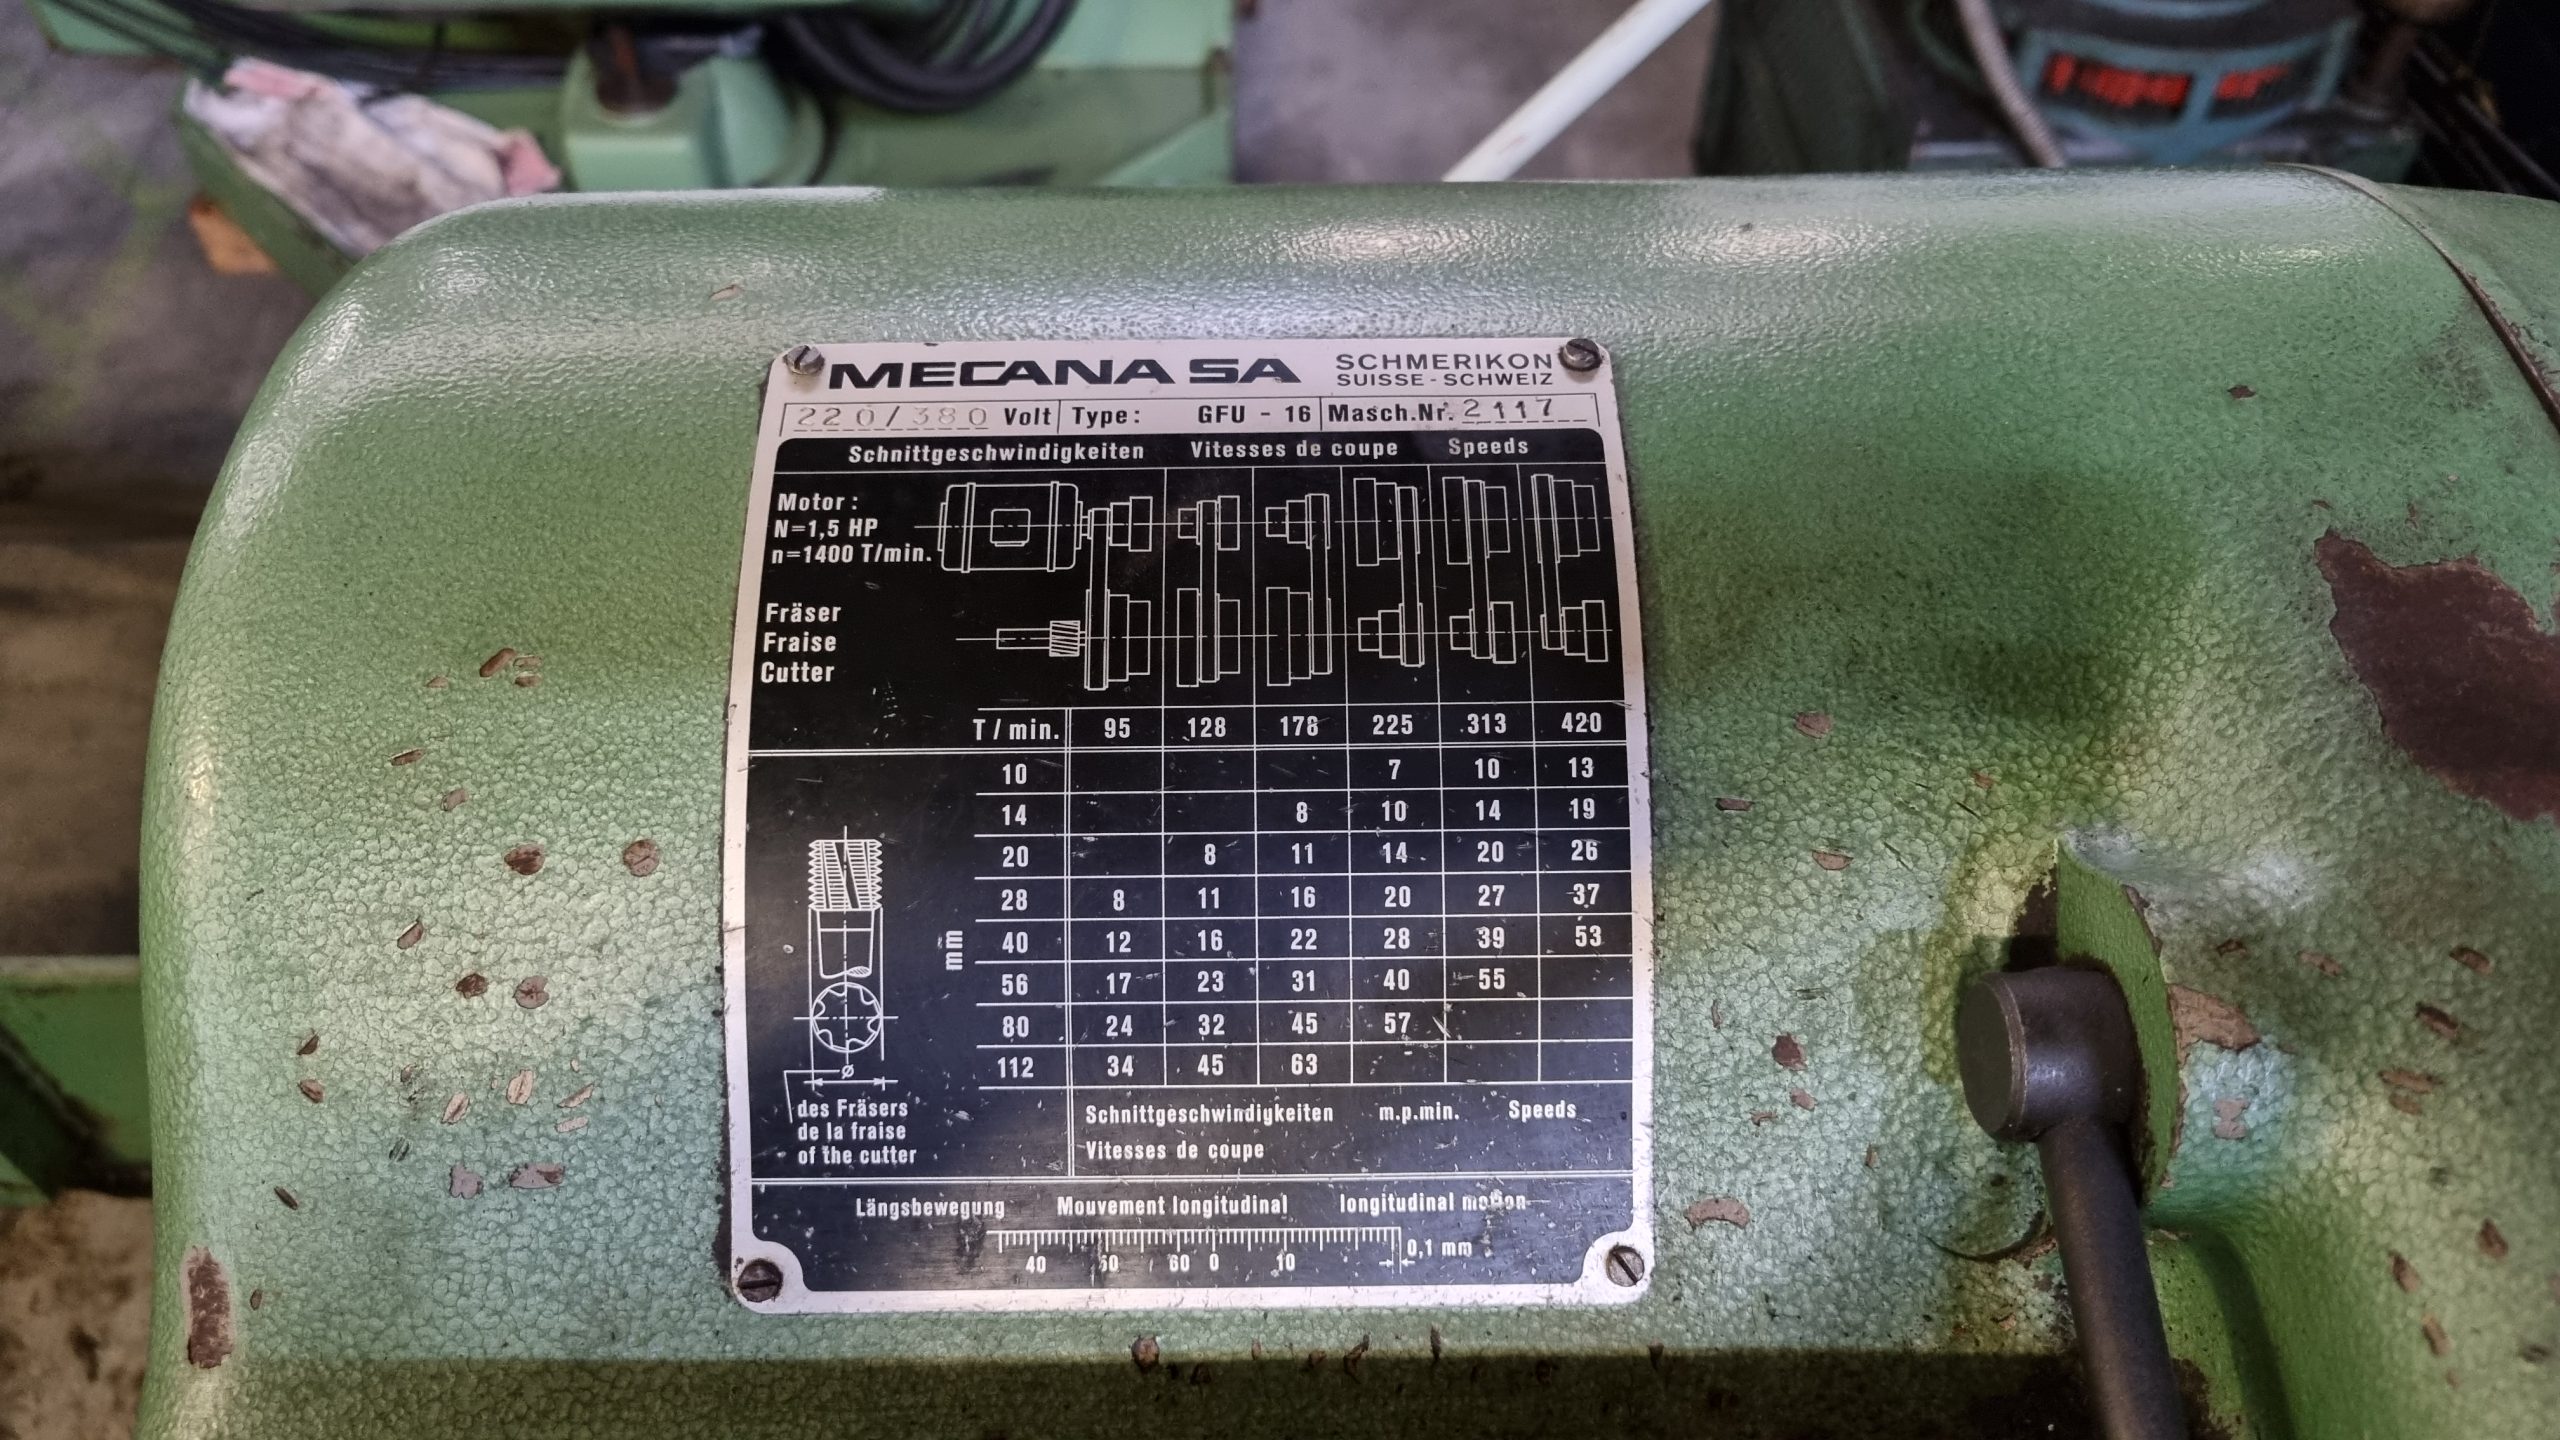 MECANA SA SCHMERIKON
SUISSE - SCHWEIZ
220/380 Volt Type: GFU - 16 Masch.Nr. 2117
Schnittgeschwindigkeiten Vitesses de coupe Speeds
Motor :
N=1,5 HP
n=1400 T/min.
Fräser
Fraise
Cutter
T / min. 95 128 178 225 313 420
10 7 10 13
14 8 10 14 19
20 8 11 14 20 26
28 8 11 16 20 27 37
mm 40 12 16 22 28 39 53
56 17 23 31 40 55
80 24 32 45 57
112 34 45 63
ø
des Fräsers
de la fraise
of the cutter
Schnittgeschwindigkeiten m.p.min. Speeds
Vitesses de coupe
Längsbewegung Mouvement longitudinal longitudinal motion
40 50 60 0 10 0,1 mm